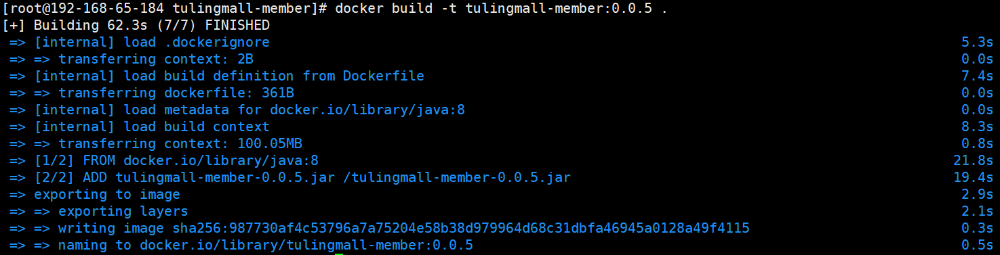 [root@192-168-65-184 tulingmall-member]# docker build -t tulingmall-member:0.0.5 .
[+] Building 62.3s (7/7) FINISHED
=> [internal] load .dockerignore 5.3s
=> => transferring context: 2B 0.0s
=> [internal] load build definition from Dockerfile 7.4s
=> => transferring dockerfile: 361B 0.0s
=> [internal] load metadata for docker.io/library/java:8 0.0s
=> [internal] load build context 8.3s
=> => transferring context: 100.05MB 0.8s
=> [1/2] FROM docker.io/library/java:8 21.8s
=> [2/2] ADD tulingmall-member-0.0.5.jar /tulingmall-member-0.0.5.jar 19.4s
=> exporting to image 2.9s
=> => exporting layers 2.1s
=> => writing image sha256:987730af4c53796a7a75204e58b38d979964d68c31dbfa46945a0128a49f4115 0.3s
=> => naming to docker.io/library/tulingmall-member:0.0.5 0.5s